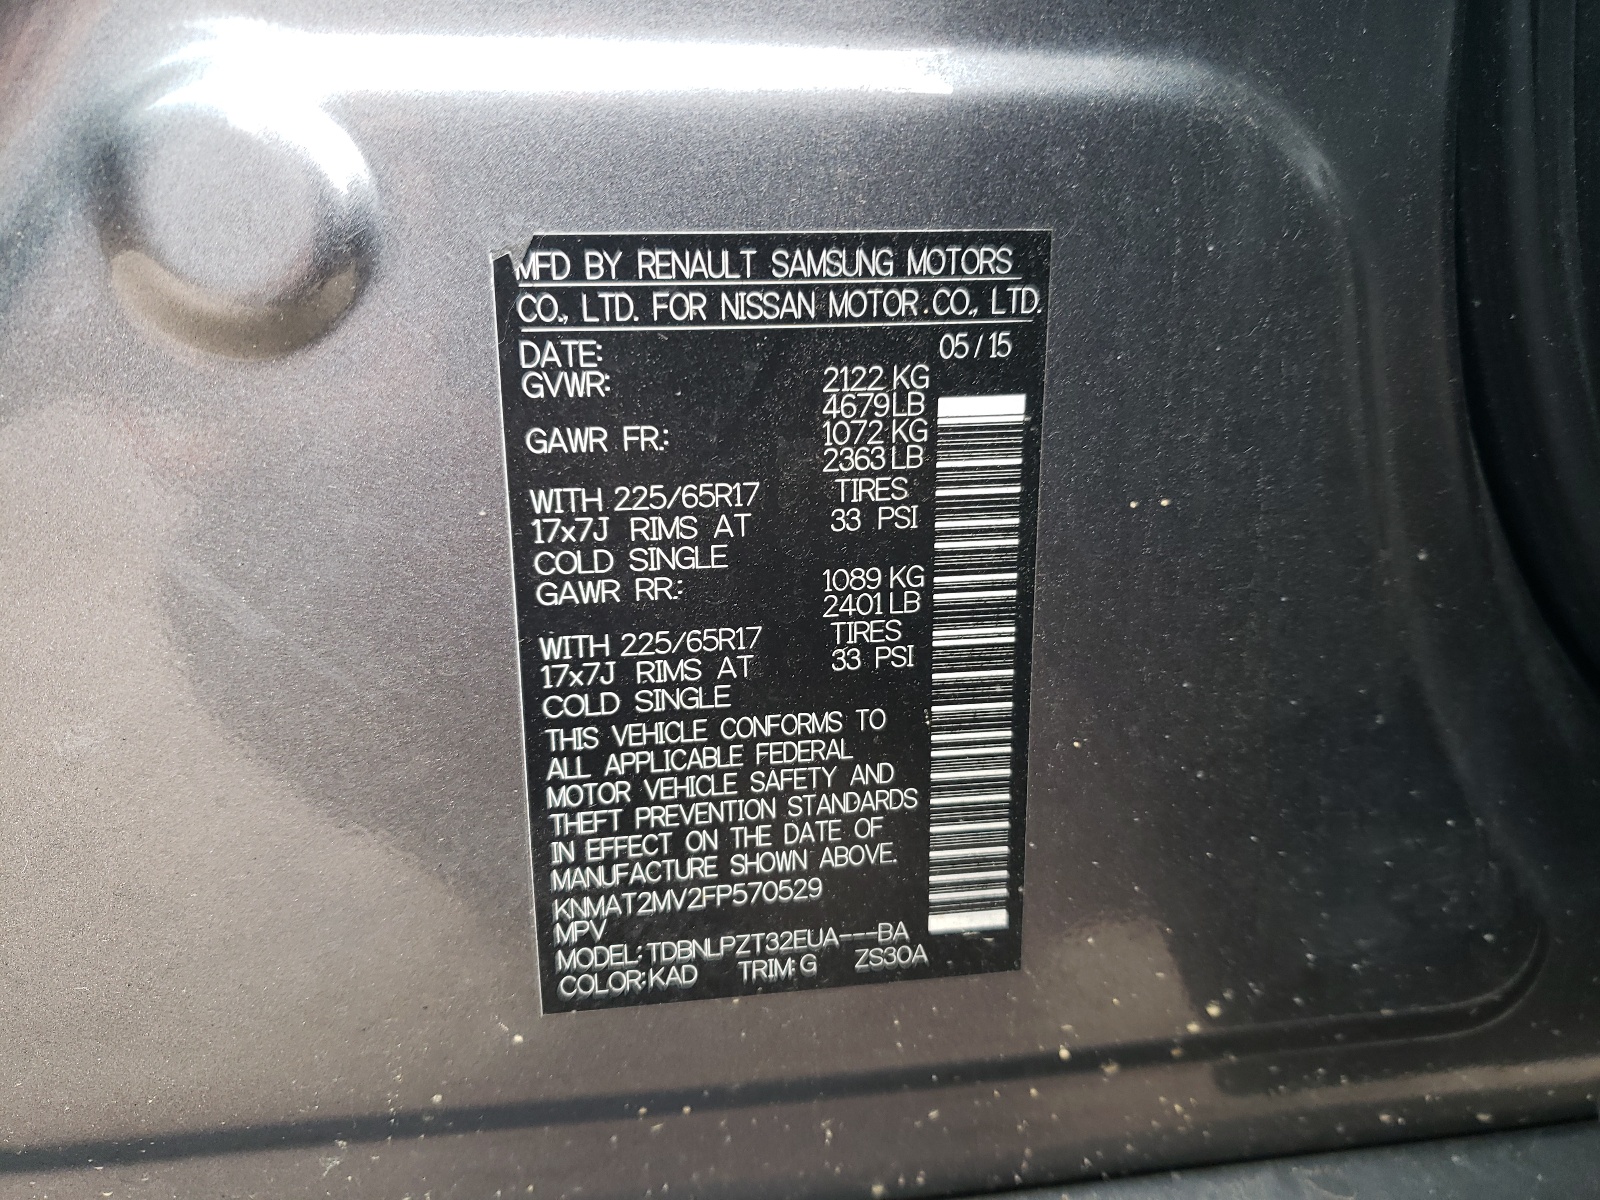 MFD BY RENAULT SAMSUNG MOTORS
CO., LTD. FOR NISSAN MOTOR CO., LTD.
DATE: 05/15
GVWR: 2122 KG
4679 LB
GAWR FR.: 1072 KG
2363 LB
WITH 225/65R17 TIRES
17x7J RIMS AT 33 PSI
COLD SINGLE
GAWR RR.: 1089 KG
2401 LB
WITH 225/65R17 TIRES
17x7J RIMS AT 33 PSI
COLD SINGLE
THIS VEHICLE CONFORMS TO
ALL APPLICABLE FEDERAL
MOTOR VEHICLE SAFETY AND
THEFT PREVENTION STANDARDS
IN EFFECT ON THE DATE OF
MANUFACTURE SHOWN ABOVE.
KNMAT2MV2FP570529
MPV
MODEL: TDBNLPZT32EUA---BA
COLOR: KAD TRIM: G ZS30A